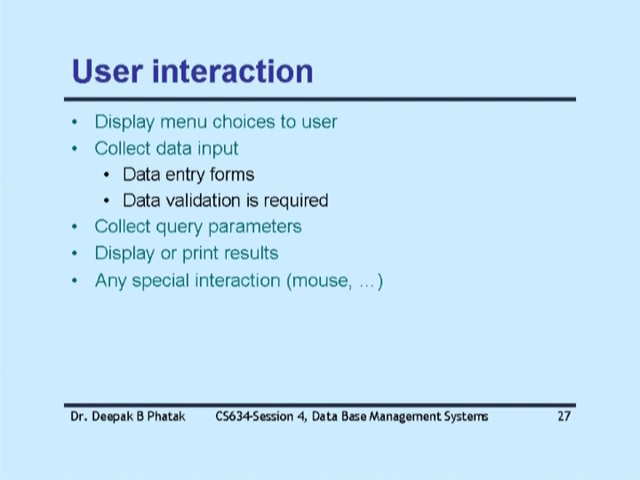 User interaction
• Display menu choices to user
• Collect data input
• Data entry forms
• Data validation is required
• Collect query parameters
• Display or print results
• Any special interaction (mouse, ...)
Dr. Deepak B Phatak CS634-Session 4, Data Base Management Systems 27